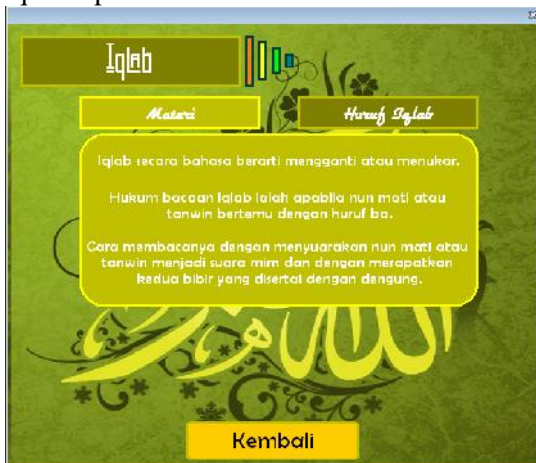 Iqlab
Materi
Huruf Iqlab
Iqlab secara bahasa berarti mengganti atau menukar.
Hukum bacaan Iqlab ialah apabila nun mati atau
tanwin bertemu dengan huruf ba.
Cara membacanya dengan menyuarakan nun mati atau
tanwin menjadi suara mim dan dengan merapatkan
kedua bibir yang disertai dengan dengung.
Kembali